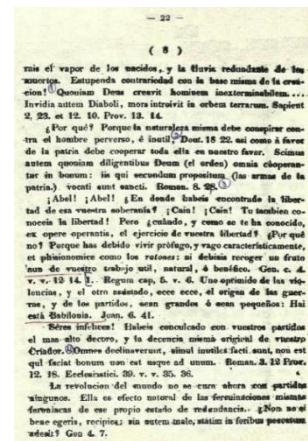 — 22 —
( 8 )
mis el vapor de los nacidos, y la lluvia redundante de los
muertos. Estupenda contrariedad con la base misma de la crea-
cion! Quoniam Deus creavit hominem inexterminabilem....
Invidia autem Diaboli, mors introivit in orbem terrarum. Sapient
2, 23. et 12. 10. Prov. 13. 14.
¿Por qué? Porque la naturaleza misma debe conspirar con-
tra el hombre perverso, é inutil, Deut. 18 22. asi como à favor
de la patria debe cooperar toda ella en nuestro favor. Scimus
autem quoniam diligentibus Deum (el orden) omnia cooperan-
tur in bonum: iis qui secundum propositum (las armas de la
patria.) vocati sunt sancti. Roman. 8. 28.
¡Abel! ¡Abel! ¿En donde habeis encontrado la liber-
tad de esa vuestra soberania? ¡Cain! ¡Cain! Tu tambien co-
noceis la libertad! Pero ¿cuándo, y como se te ha conocido,
ex opere operantis, el ejercicio de vuestra libertad? ¿Por qué
no? Porque has debido vivir prófugo, y vago caracteristicamente,
et phisionomice como los ratones: si debiais recoger un fruto
nun de vuestro trabajo util, natural, ó benéfico. Gen. c. 4.
v. v. 12 14. Regum cap. 5. v. 6. Uno optimido de las vio-
lencias, y el otro asesinado, ecce ecce, el origen de las guer-
ras, y de los partidos, sean grandes ó sean pequeños: Hai
está Babilonia. Joan. 6. 41.
Séres infelices! Habeis conculcado con vuestros partidos
el mas alto decoro, y la decencia misma original de vuestro
Criador. Omnes declinaverunt, simul inutiles facti sunt, non est
qui faciat bonum non est usque ad unum. Roman. 3. 12 Prov.
12. 18. Ecclesiastici. 39. v. v. 35. 36.
La revolucion del mundo no se cura ahora con partidos
ningunos. Ella es efecto natural de las
de ese propio estado de redundancia. ¿Non nos
bene egeris, recipies; sin autem male, statim in foribus peccatum
aderit? Gen 4. 7.